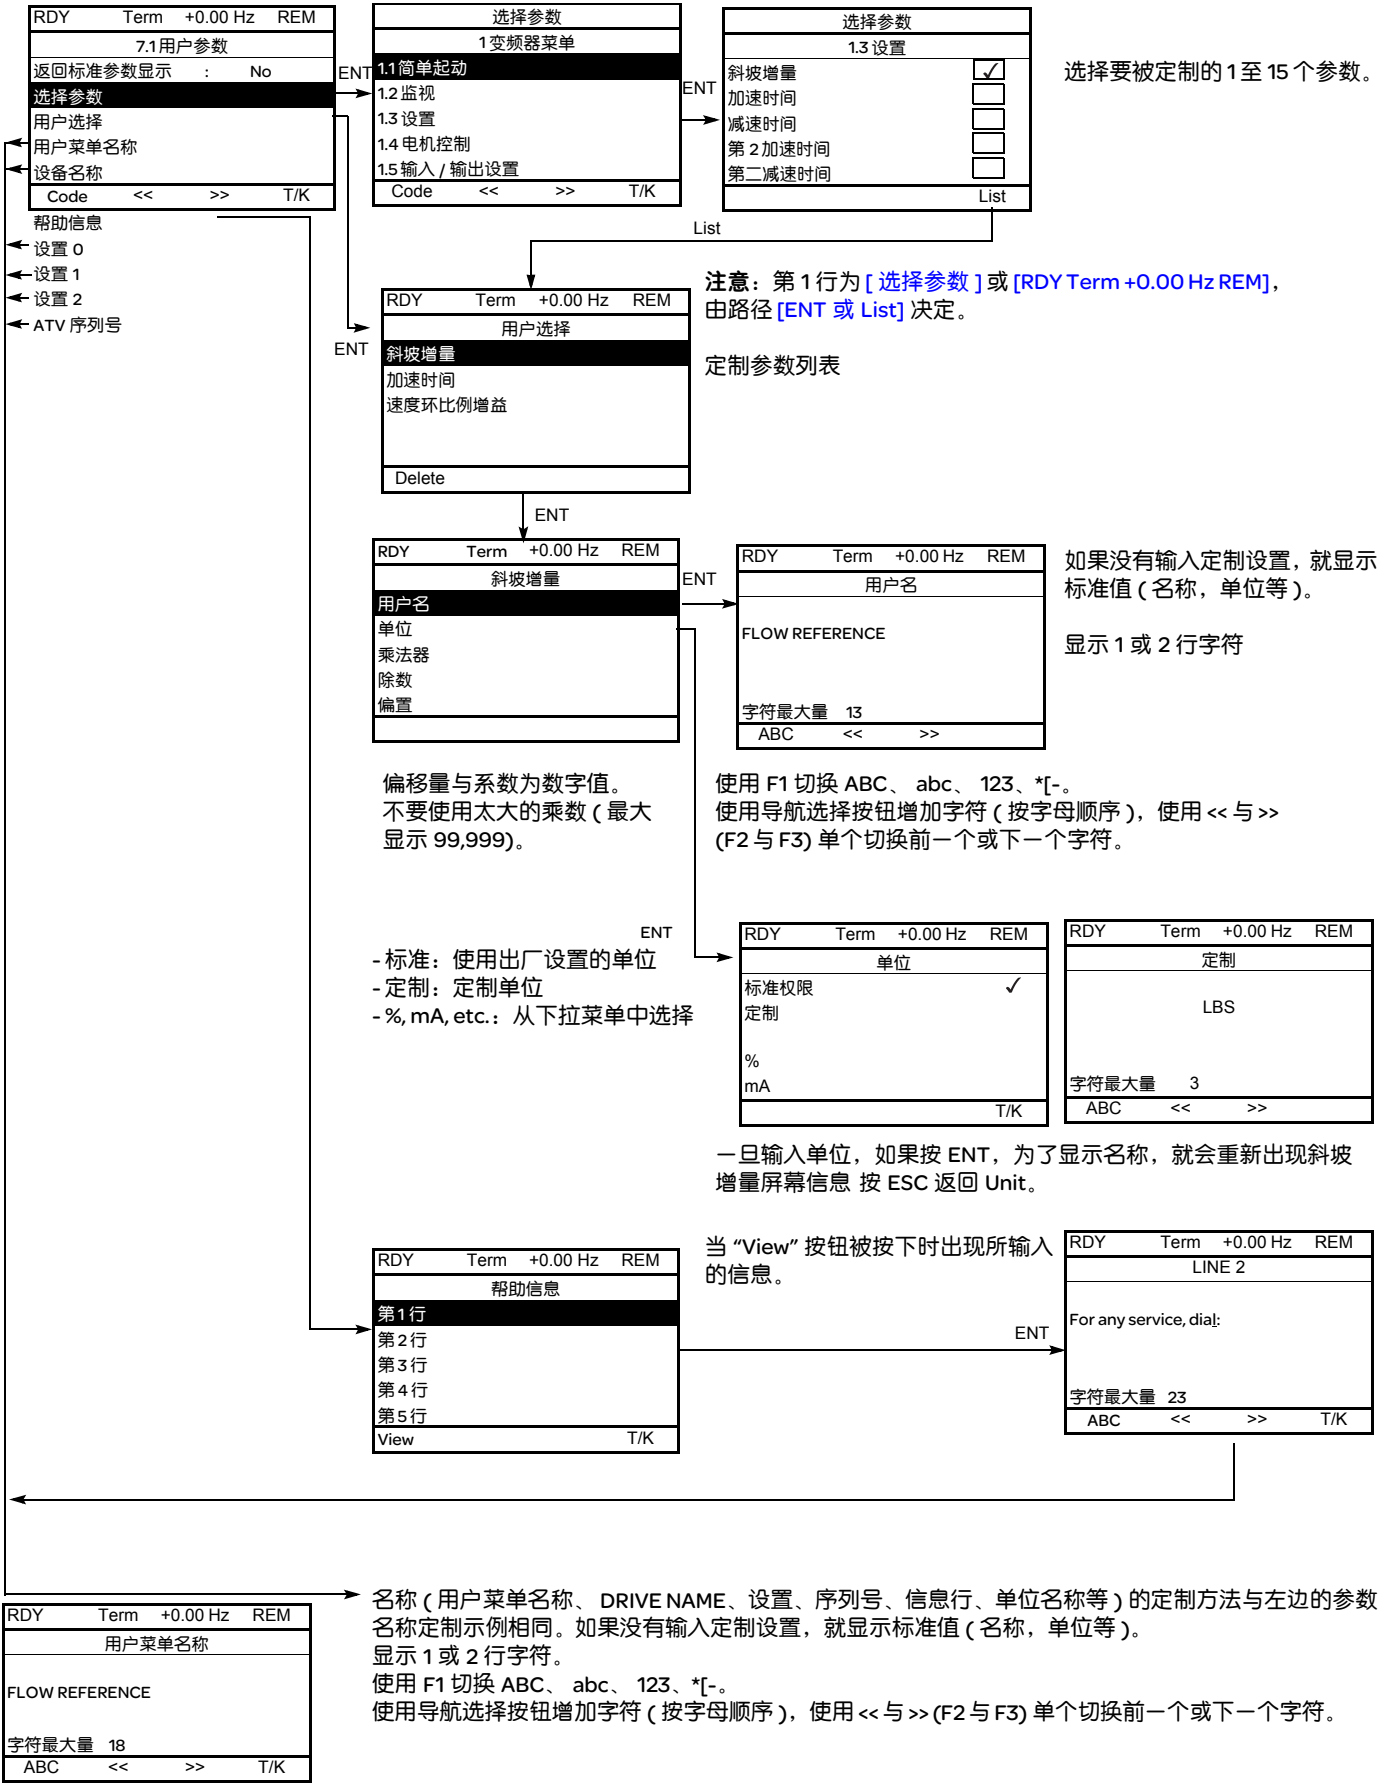 RDY Term +0.00 Hz REM
7.1用户参数
返回标准参数显示 : No
选择参数
用户选择
用户菜单名称
设备名称
Code << >> T/K
帮助信息
设置 0
设置 1
设置 2
ATV 序列号
ENT
选择参数
1变频器菜单
1.1简单起动
1.2 监视
1.3 设置
1.4 电机控制
1.5 输入 / 输出设置
Code << >> T/K
ENT
选择参数
1.3 设置
斜坡增量 ✓
加速时间
减速时间
第 2 加速时间
第二减速时间
List
选择要被定制的 1 至 15 个参数。
List
ENT
RDY Term +0.00 Hz REM
用户选择
斜坡增量
加速时间
速度环比例增益
Delete
注意：第 1 行为 [ 选择参数 ] 或 [RDY Term +0.00 Hz REM]，
由路径 [ENT 或 List] 决定。
定制参数列表
ENT
RDY Term +0.00 Hz REM
斜坡增量
用户名
单位
乘法器
除数
偏置
ENT
RDY Term +0.00 Hz REM
用户名
FLOW REFERENCE
字符最大量 13
ABC << >>
如果没有输入定制设置，就显示
标准值 ( 名称，单位等 )。
显示 1 或 2 行字符
偏移量与系数为数字值。
不要使用太大的乘数 ( 最大
显示 99,999)。
使用 F1 切换 ABC、 abc、 123、*[-。
使用导航选择按钮增加字符 ( 按字母顺序 )，使用 << 与 >>
(F2 与 F3) 单个切换前一个或下一个字符。
ENT
- 标准：使用出厂设置的单位
- 定制：定制单位
- %, mA, etc.：从下拉菜单中选择
RDY Term +0.00 Hz REM
单位
标准权限 ✓
定制
%
mA
T/K
RDY Term +0.00 Hz REM
定制
LBS
字符最大量 3
ABC << >>
一旦输入单位，如果按 ENT，为了显示名称，就会重新出现斜坡
增量屏幕信息 按 ESC 返回 Unit。
RDY Term +0.00 Hz REM
帮助信息
第 1 行
第 2 行
第 3 行
第 4 行
第 5 行
View T/K
当 “View” 按钮被按下时出现所输入
的信息。
ENT
RDY Term +0.00 Hz REM
LINE 2
For any service, dial:
字符最大量 23
ABC << >> T/K
RDY Term +0.00 Hz REM
用户菜单名称
FLOW REFERENCE
字符最大量 18
ABC << >> T/K
名称 ( 用户菜单名称、 DRIVE NAME、设置、序列号、信息行、单位名称等 ) 的定制方法与左边的参数
名称定制示例相同。如果没有输入定制设置，就显示标准值 ( 名称，单位等 )。
显示 1 或 2 行字符。
使用 F1 切换 ABC、 abc、 123、*[-。
使用导航选择按钮增加字符 ( 按字母顺序 )，使用 << 与 >> (F2 与 F3) 单个切换前一个或下一个字符。